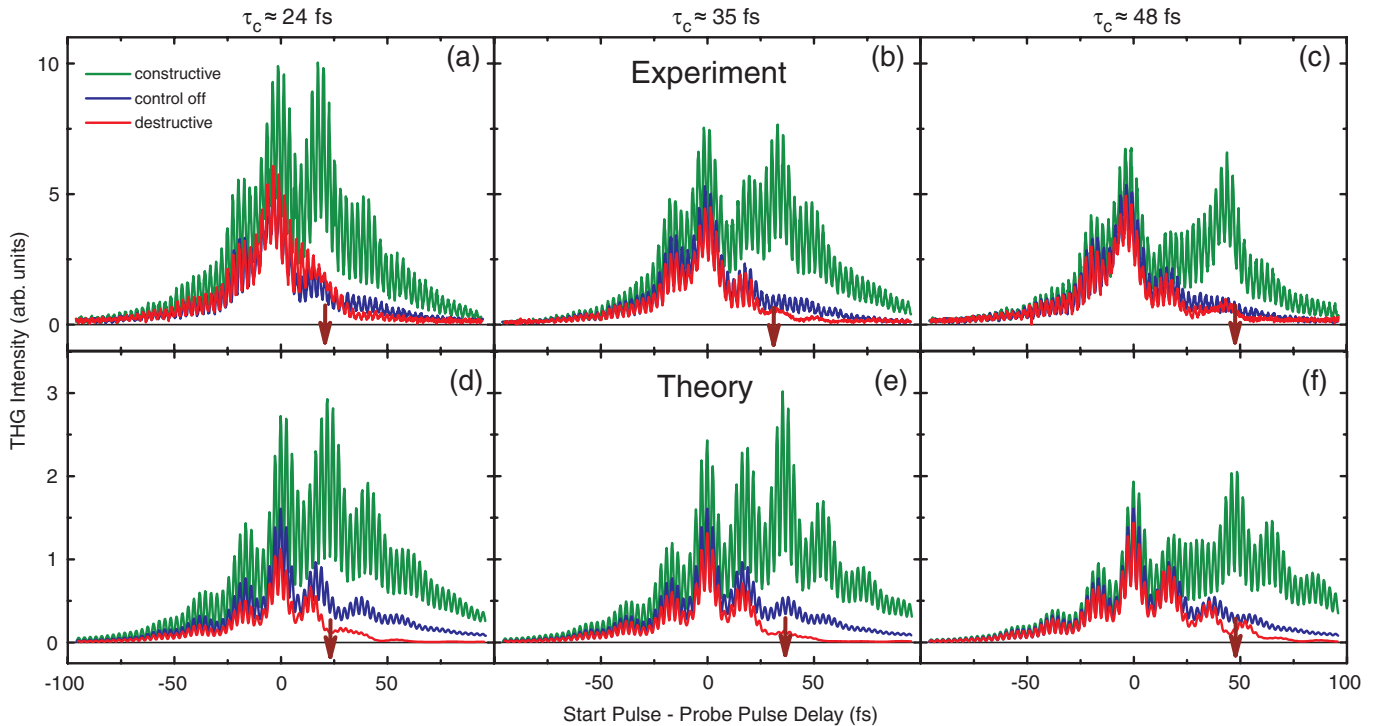 τc ≈ 24 fs τc ≈ 35 fs τc ≈ 48 fs
(a) (b) (c)
Experiment
constructive
control off
destructive
10
5
0
(d) (e) (f)
Theory
3
2
1
0
THG Intensity (arb. units)
-100 0 50 -50 0 50 -50 0 50 100
Start Pulse - Probe Pulse Delay (fs)